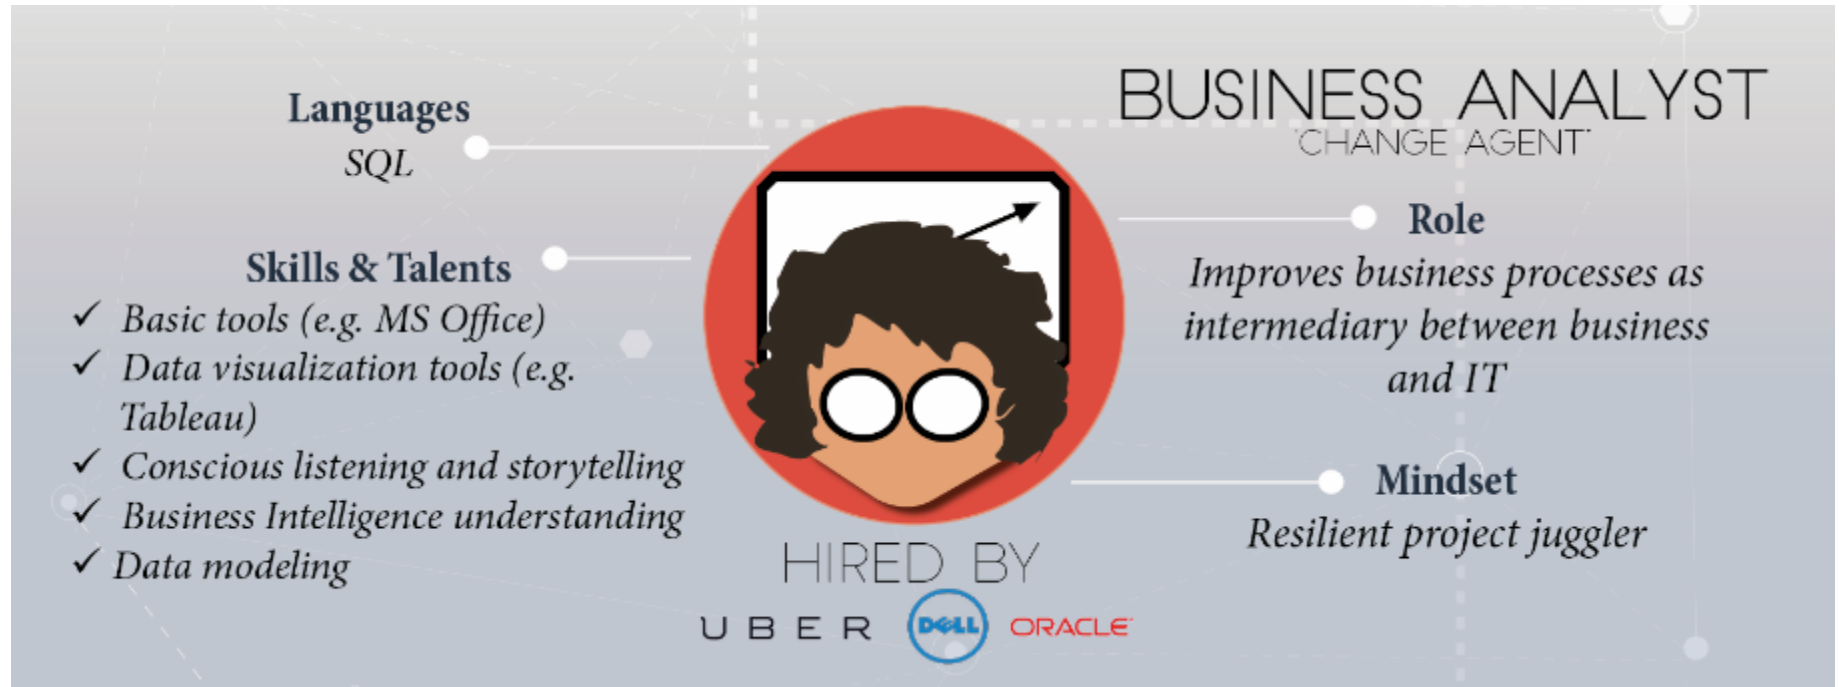 BUSINESS ANALYST
"CHANGE AGENT"
Languages
SQL
Skills & Talents
✓ Basic tools (e.g. MS Office)
✓ Data visualization tools (e.g.
Tableau)
✓ Conscious listening and storytelling
✓ Business Intelligence understanding
✓ Data modeling
Role
Improves business processes as
intermediary between business
and IT
Mindset
Resilient project juggler
HIRED BY
UBER DELL ORACLE